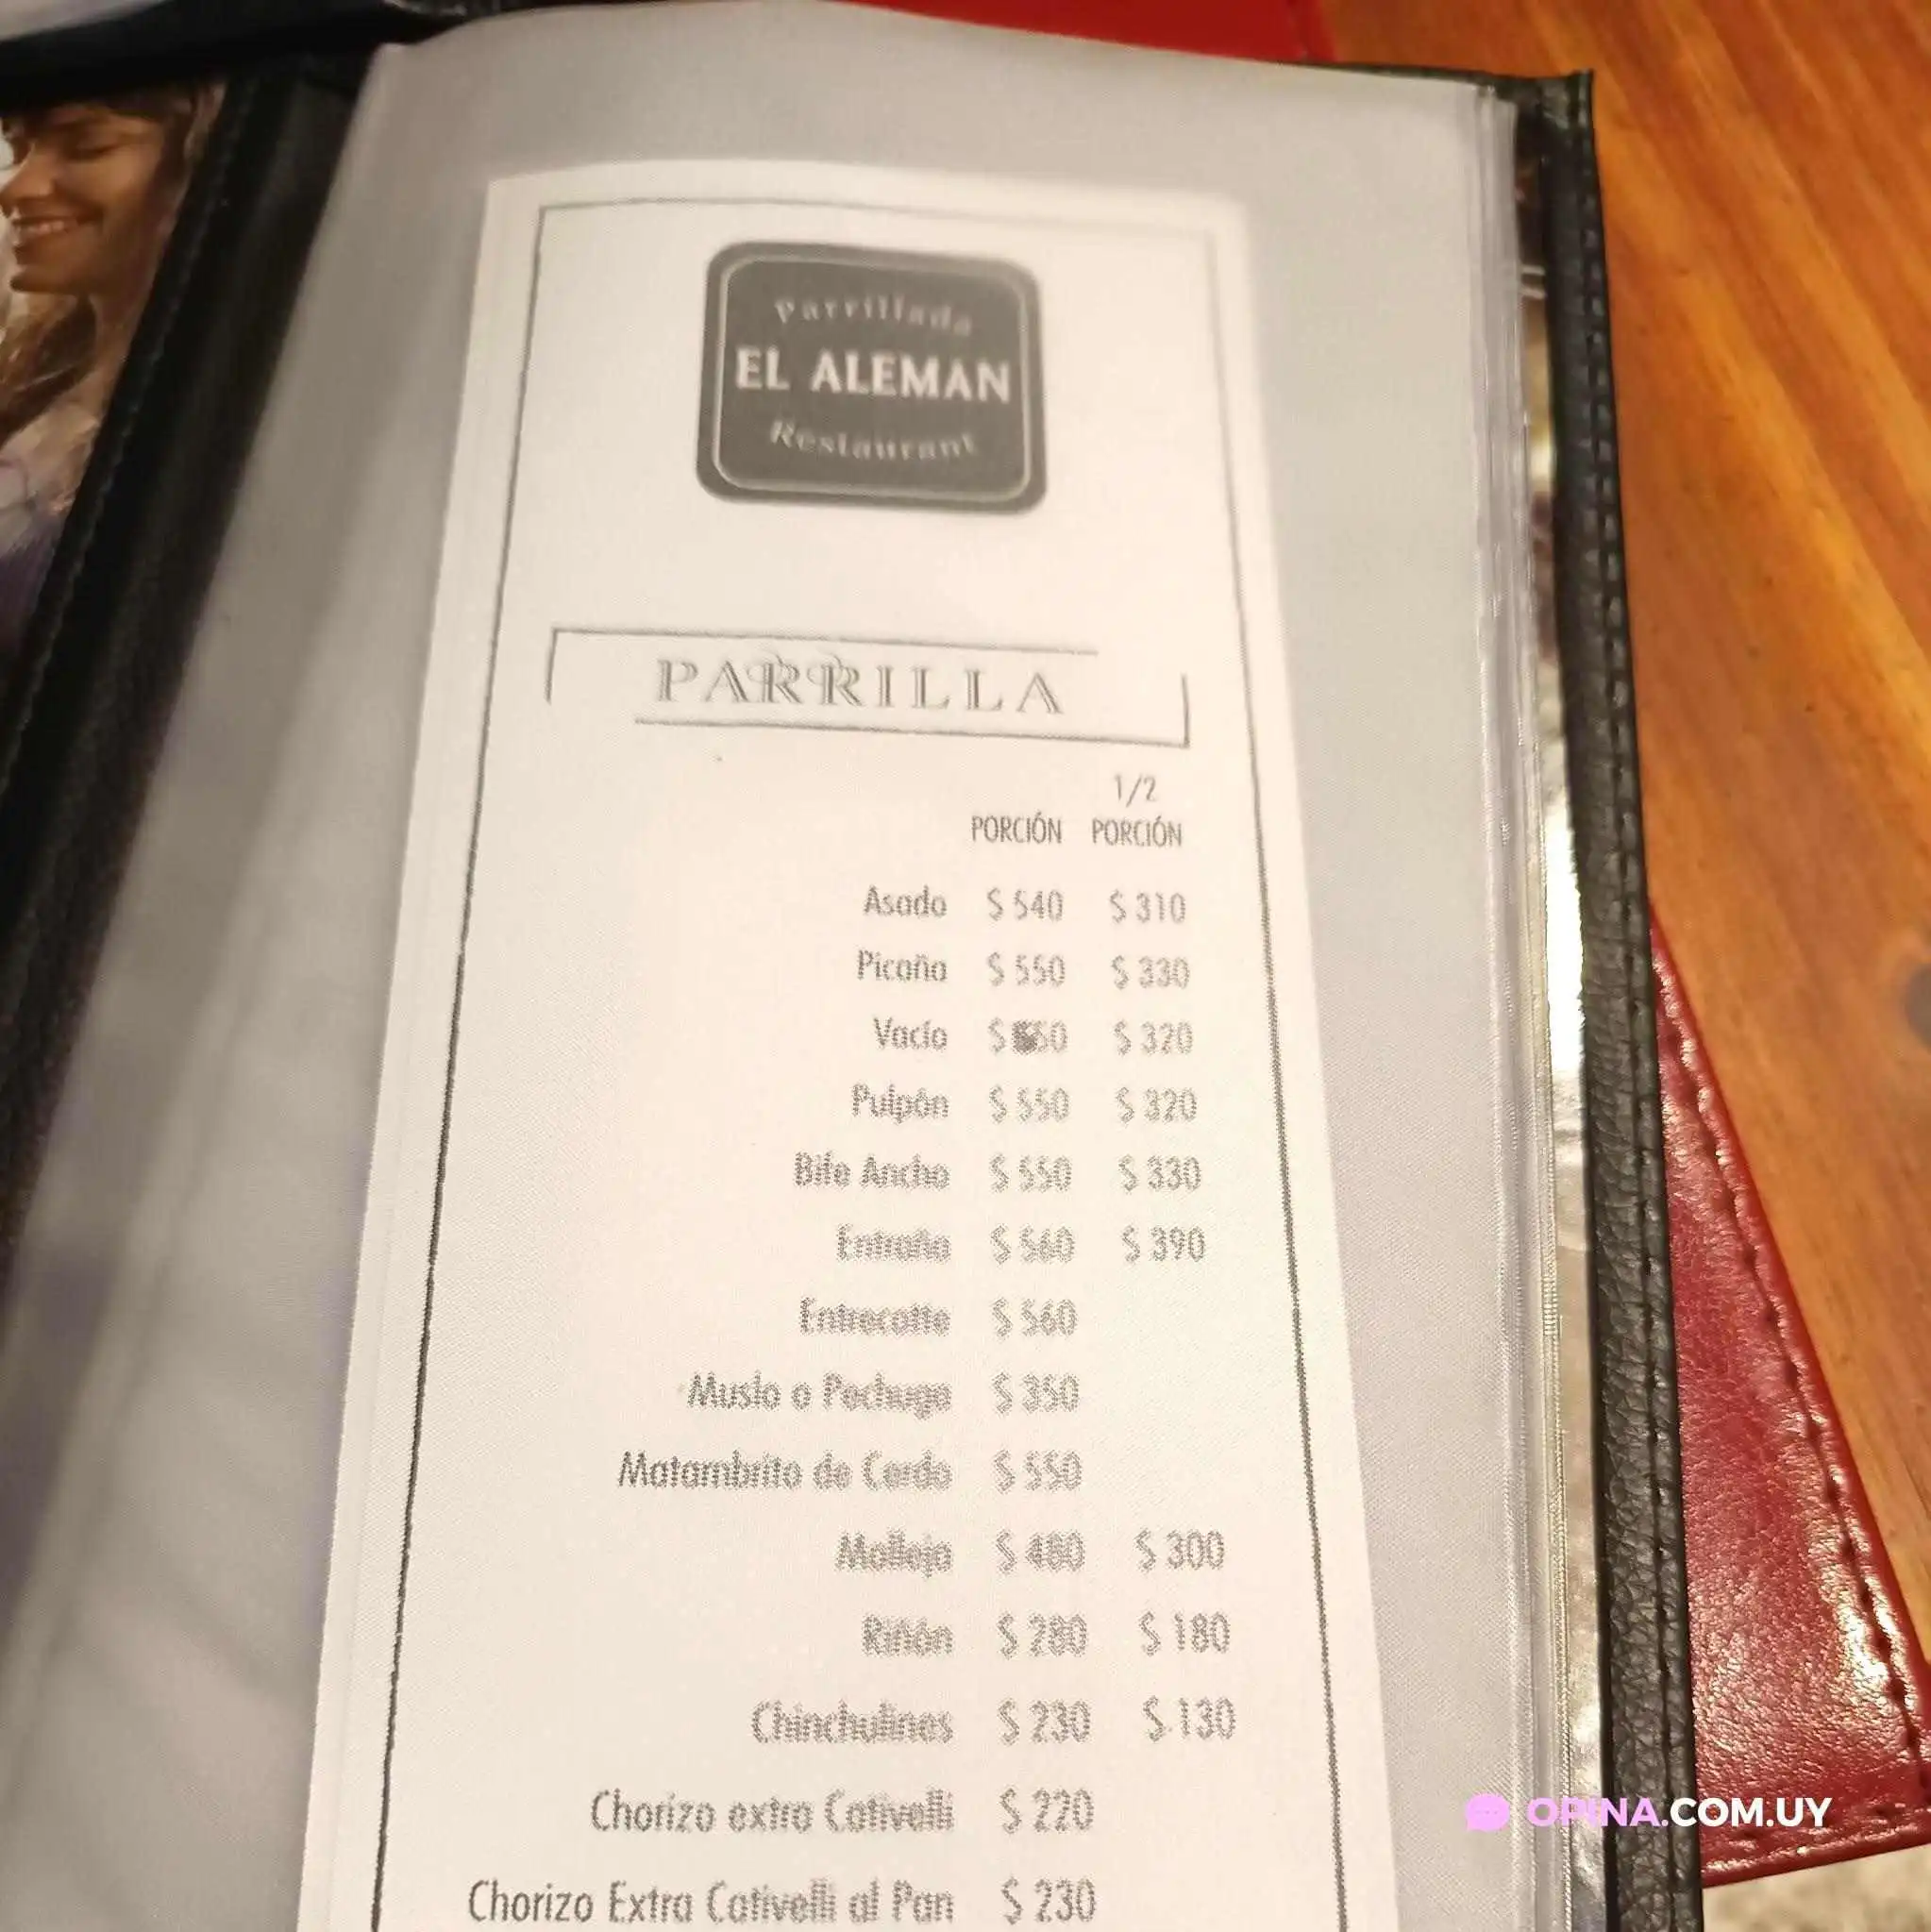 Parrillada
EL ALEMAN
Restaurant
PARRILLA
1/2
PORCIÓN PORCIÓN
Asado $ 540 $ 310
Picaña $ 550 $ 330
Vacío $ 320
Pulpón $ 550 $ 320
Bife Ancho $ 550 $ 330
Entraña $ 560 $ 390
Entrecotte $ 560
Muslo o Pechuga $ 350
Matambrito de Cerdo $ 550
Molleja $ 480 $ 300
Riñón $ 280 $ 180
Chinchulines $ 230 $ 130
Chorizo extra Cativelli $ 220
Chorizo Extra Cativelli al Pan $ 230
OPINA.COM.UY